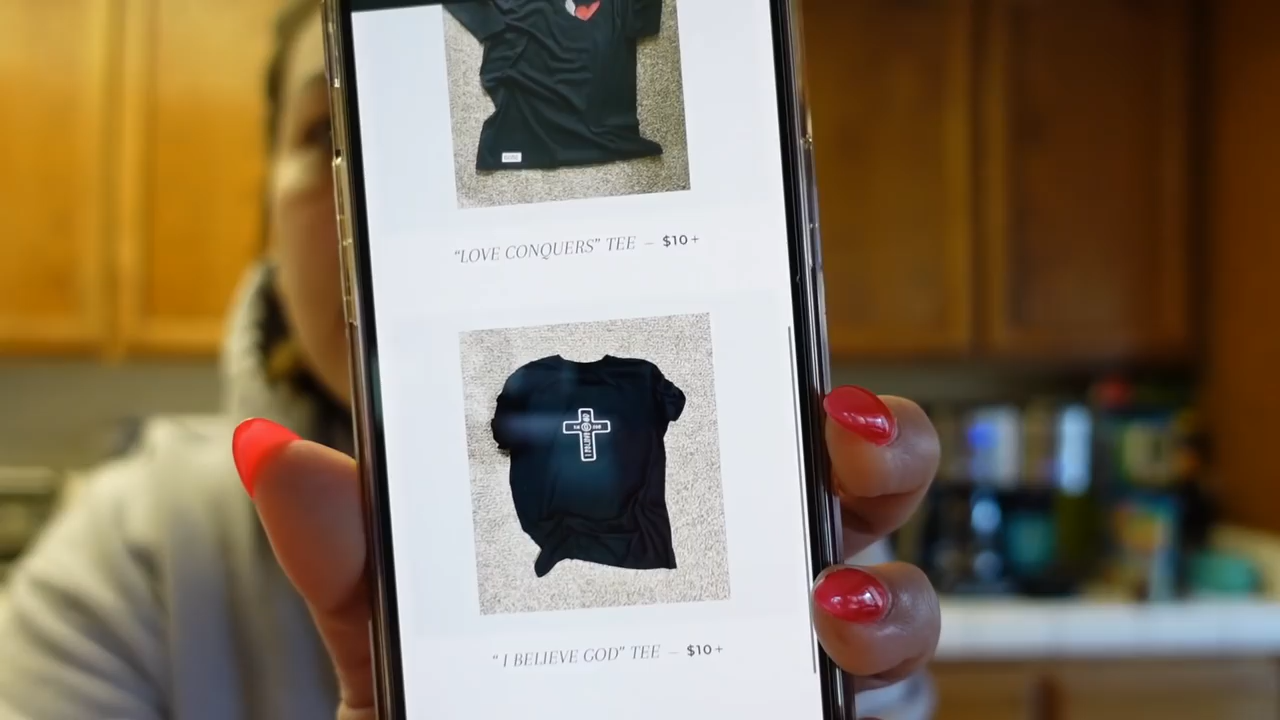 “LOVE CONQUERS” TEE — $10+
“ I BELIEVE GOD” TEE — $10+